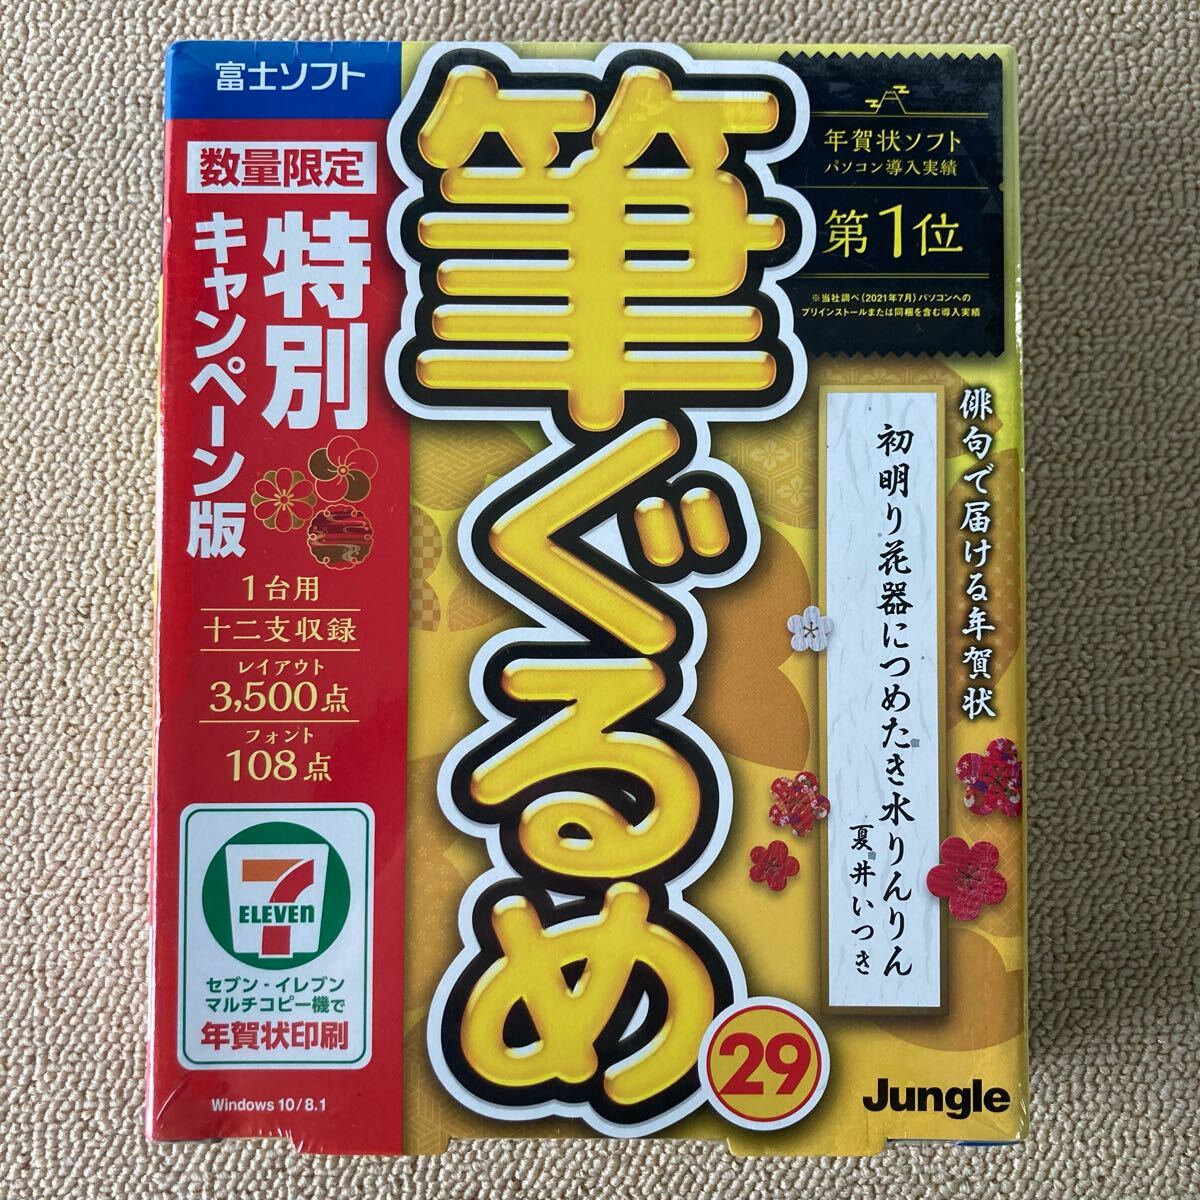 富士ソフト
数量限定
特別
キャンペーン版
1台用
十二支収録
レイアウト
3,500点
フォント
108点
7
ELEVEN
セブン‐イレブン
マルチコピー機で
年賀状印刷
Windows 10/8.1
筆ぐるめ
29
年賀状ソフト
パソコン導入実績
第1位
※当社調べ(2021年7月)パソコンへの
プリインストールまたは同梱を含む導入実績
俳句で届ける年賀状
初明り花器につめたき水りんりん
夏井いつき
Jungle